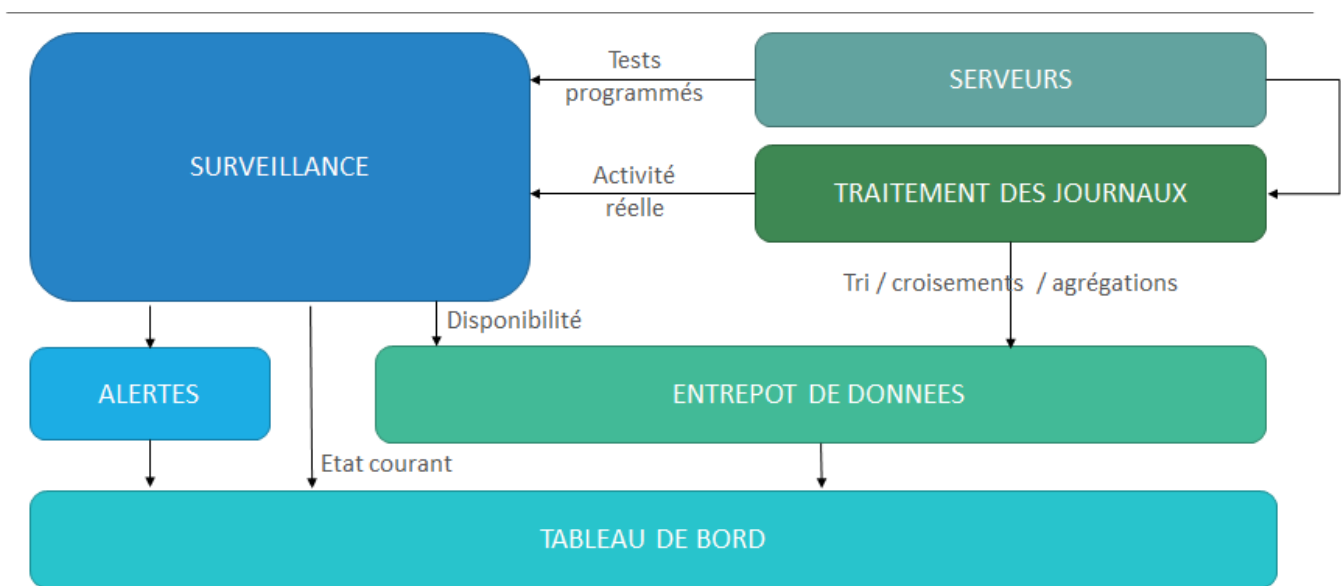 Tests
programmés
SERVEURS
SURVEILLANCE
Activité
réelle
TRAITEMENT DES JOURNAUX
Tri / croisements / agrégations
Disponibilité
ALERTES
ENTREPOT DE DONNEES
Etat courant
TABLEAU DE BORD